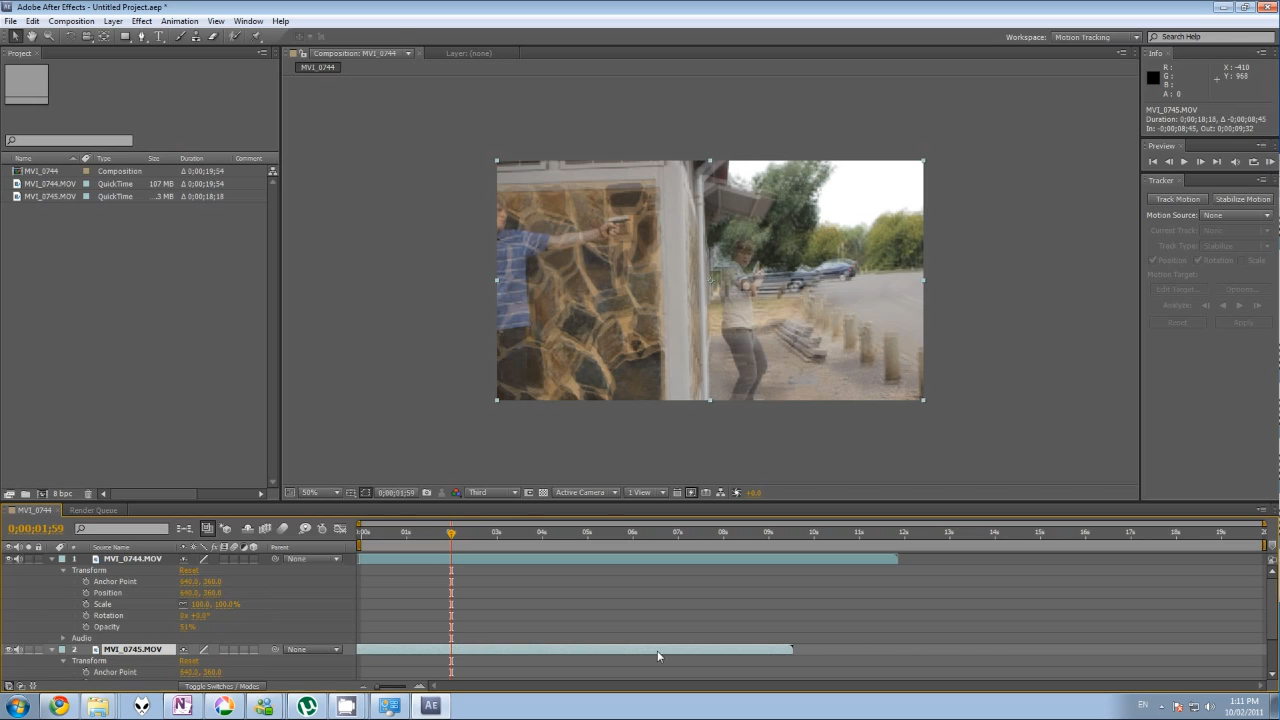 Adobe After Effects - Untitled Project.aep *
File Edit Composition Layer Effect Animation View Window Help
Workspace: Motion Tracking Search Help
Project
Composition: MVI_0744 Layer: (none)
MVI_0744
Name Type Size Duration Comment
MVI_0744 Composition Δ 0;00;19;54
MVI_0744.MOV QuickTime 107 MB Δ 0;00;19;54
MVI_0745.MOV QuickTime ...3 MB Δ 0;00;18;18
8 bpc
Info
R : X: -410
G : Y: 968
B :
A : 0
MVI_0745.MOV
Duration: 0;00;18;18, Δ -0;00;08;45
In: -0;00;08;45, Out: 0;00;09;32
Preview
Tracker
Track Motion Stabilize Motion
Motion Source: None
Current Track: None
Track Type: Stabilize
Position Rotation Scale
Motion Target:
Edit Target... Options...
Analyze:
Reset Apply
50% 0;00;01;59 Third Active Camera 1 View +0.0
MVI_0744 Render Queue
0;00;01;59
:00s 01s 03s 04s 05s 06s 07s 08s 09s 10s 11s 12s 13s 14s 15s 16s 17s 18s 19s 20
# Source Name Parent
1 MVI_0744.MOV None
Transform Reset
Anchor Point 640.0, 360.0
Position 640.0, 360.0
Scale 100.0, 100.0%
Rotation 0x +0.0°
Opacity 51%
Audio
2 MVI_0745.MOV None
Transform Reset
Anchor Point 640.0, 360.0
Toggle Switches / Modes
EN 1:11 PM
10/02/2011